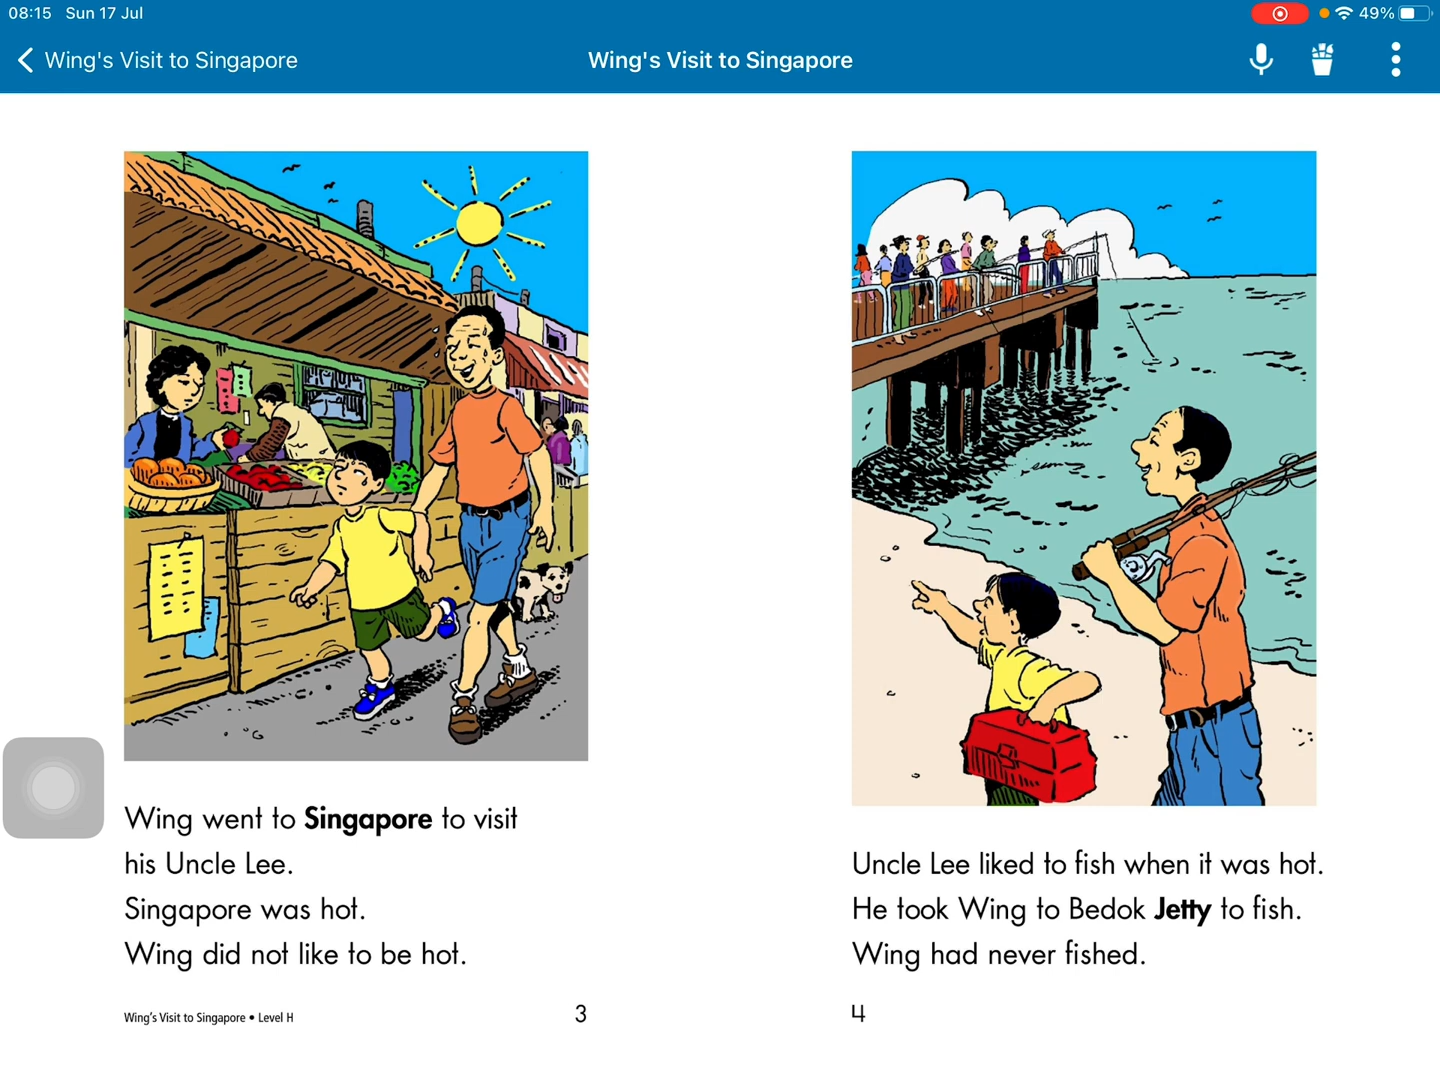 08:15 Sun 17 Jul
49%
Wing's Visit to Singapore
Wing's Visit to Singapore
Wing went to Singapore to visit
his Uncle Lee.
Singapore was hot.
Wing did not like to be hot.
Wing's Visit to Singapore • Level H
3
Uncle Lee liked to fish when it was hot.
He took Wing to Bedok Jetty to fish.
Wing had never fished.
4